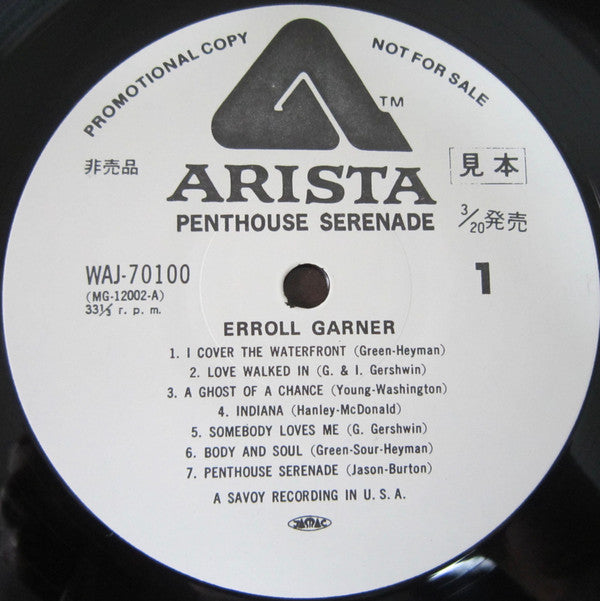 PROMOTIONAL COPY
NOT FOR SALE
TM
非売品
見本
ARISTA
PENTHOUSE SERENADE
3/20発売
WAJ-70100
(MG-12002-A)
33⅓ r. p. m.
1
ERROLL GARNER
1. I COVER THE WATERFRONT (Green-Heyman)
2. LOVE WALKED IN (G. & I. Gershwin)
3. A GHOST OF A CHANCE (Young-Washington)
4. INDIANA (Hanley-McDonald)
5. SOMEBODY LOVES ME (G. Gershwin)
6. BODY AND SOUL (Green-Sour-Heyman)
7. PENTHOUSE SERENADE (Jason-Burton)
A SAVOY RECORDING IN U. S. A.
JASRAC